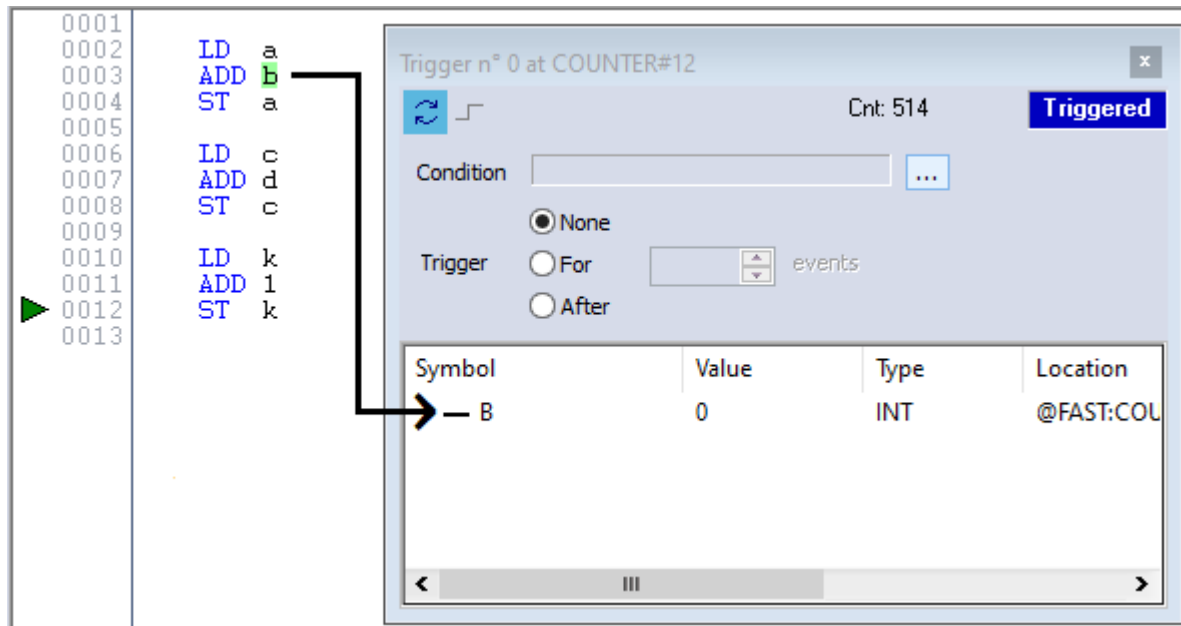 0001
0002 LD a
0003 ADD b
0004 ST a
0005
0006 LD c
0007 ADD d
0008 ST c
0009
0010 LD k
0011 ADD 1
0012 ST k
0013
Trigger n° 0 at COUNTER#12
x
Cnt: 514 Triggered
Condition ...
None
Trigger For events
After
Symbol Value Type Location
B 0 INT @FAST:COU